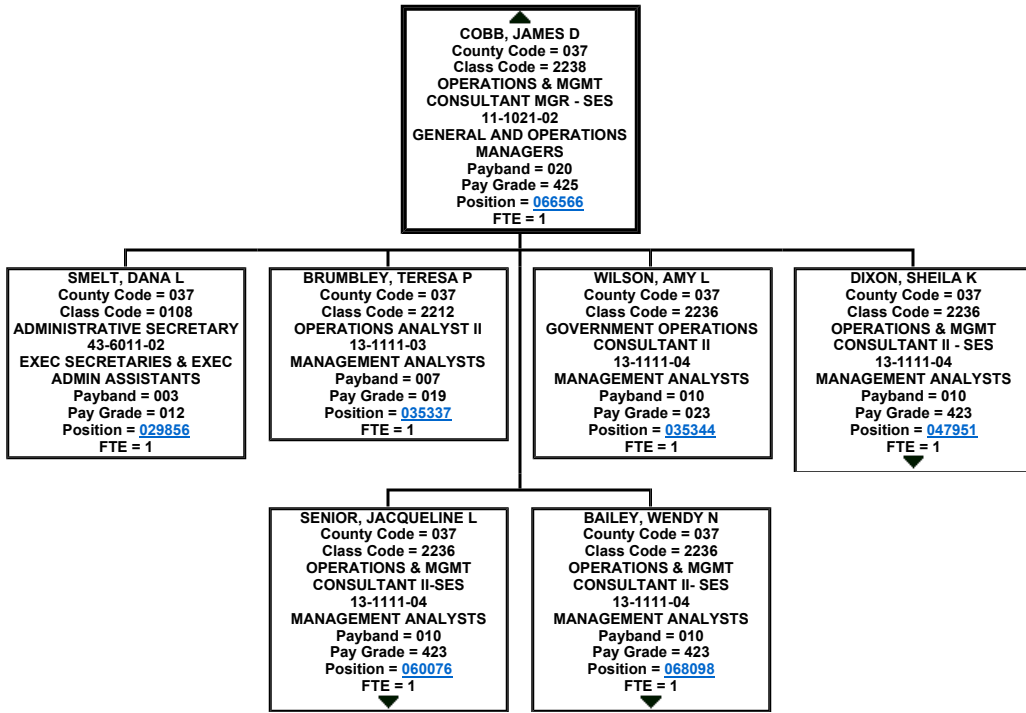 COBB, JAMES D
County Code = 037
Class Code = 2238
OPERATIONS & MGMT
CONSULTANT MGR - SES
11-1021-02
GENERAL AND OPERATIONS
MANAGERS
Payband = 020
Pay Grade = 425
Position = 066566
FTE = 1
SMELT, DANA L
County Code = 037
Class Code = 0108
ADMINISTRATIVE SECRETARY
43-6011-02
EXEC SECRETARIES & EXEC
ADMIN ASSISTANTS
Payband = 003
Pay Grade = 012
Position = 029856
FTE = 1
BRUMBLEY, TERESA P
County Code = 037
Class Code = 2212
OPERATIONS ANALYST II
13-1111-03
MANAGEMENT ANALYSTS
Payband = 007
Pay Grade = 019
Position = 035337
FTE = 1
WILSON, AMY L
County Code = 037
Class Code = 2236
GOVERNMENT OPERATIONS
CONSULTANT II
13-1111-04
MANAGEMENT ANALYSTS
Payband = 010
Pay Grade = 023
Position = 035344
FTE = 1
DIXON, SHEILA K
County Code = 037
Class Code = 2236
OPERATIONS & MGMT
CONSULTANT II - SES
13-1111-04
MANAGEMENT ANALYSTS
Payband = 010
Pay Grade = 423
Position = 047951
FTE = 1
SENIOR, JACQUELINE L
County Code = 037
Class Code = 2236
OPERATIONS & MGMT
CONSULTANT II-SES
13-1111-04
MANAGEMENT ANALYSTS
Payband = 010
Pay Grade = 423
Position = 060076
FTE = 1
BAILEY, WENDY N
County Code = 037
Class Code = 2236
OPERATIONS & MGMT
CONSULTANT II- SES
13-1111-04
MANAGEMENT ANALYSTS
Payband = 010
Pay Grade = 423
Position = 068098
FTE = 1